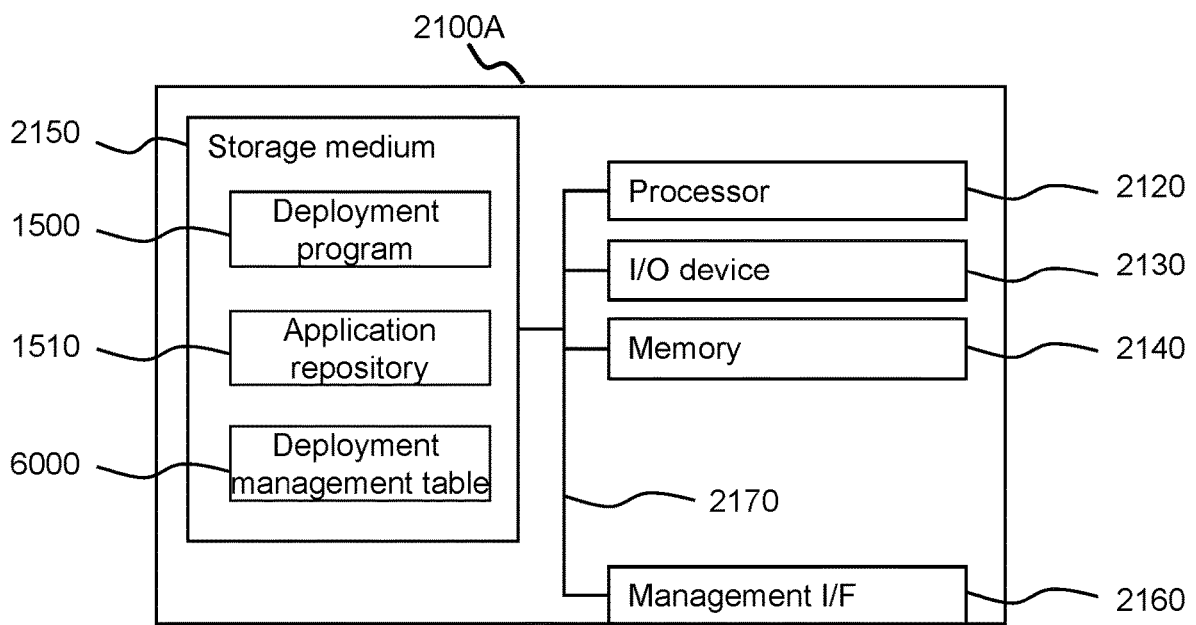 2100A
2150
Storage medium
1500
Deployment
program
1510
Application
repository
6000
Deployment
management table
Processor
2120
I/O device
2130
Memory
2140
2170
Management I/F
2160